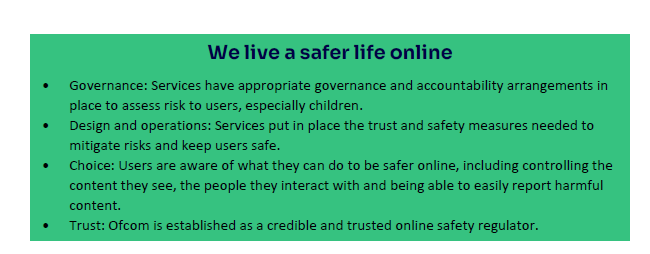 We live a safer life online
• Governance: Services have appropriate governance and accountability arrangements in
place to assess risk to users, especially children.
• Design and operations: Services put in place the trust and safety measures needed to
mitigate risks and keep users safe.
• Choice: Users are aware of what they can do to be safer online, including controlling the
content they see, the people they interact with and being able to easily report harmful
content.
• Trust: Ofcom is established as a credible and trusted online safety regulator.